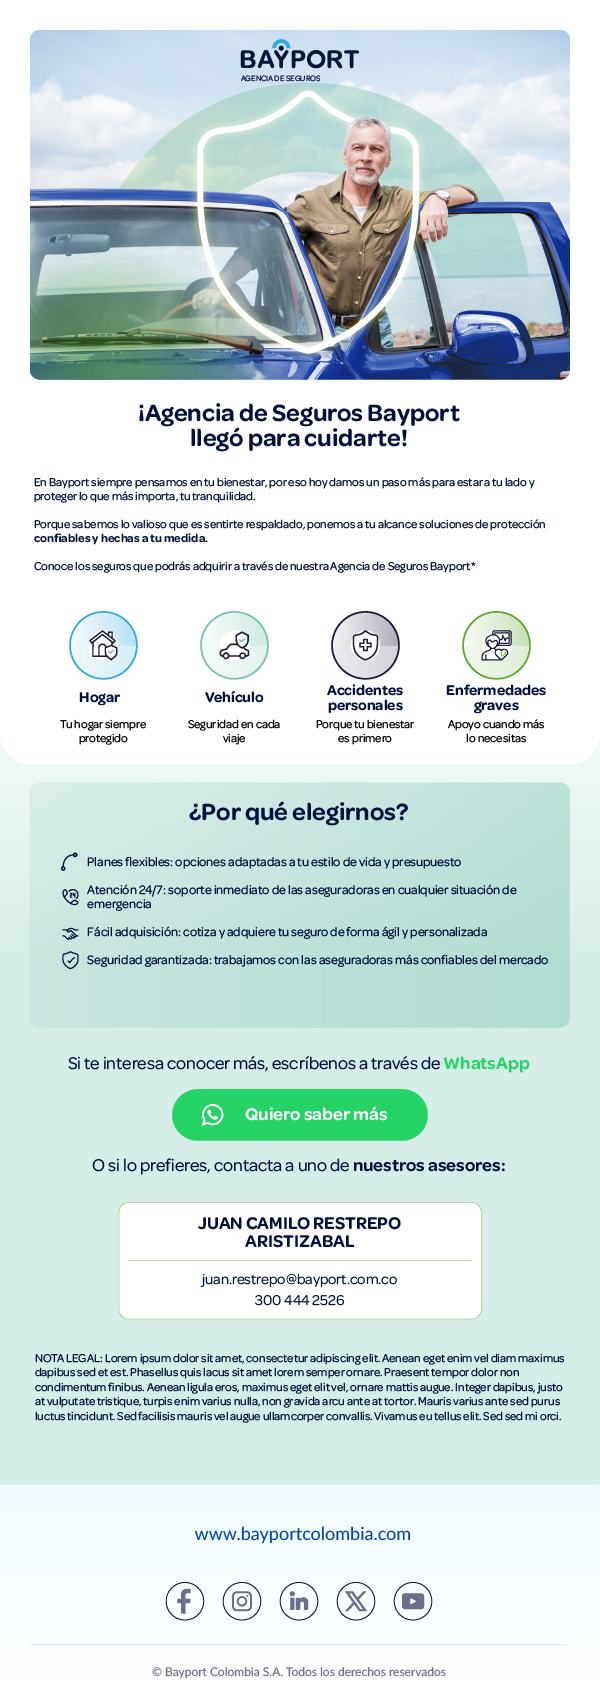 BAYPORT
AGENCIA DE SEGUROS
¡Agencia de Seguros Bayport
llegó para cuidarte!
En Bayport siempre pensamos en tu bienestar, por eso hoy damos un paso más para estar a tu lado y
proteger lo que más importa, tu tranquilidad.
Porque sabemos lo valioso que es sentirte respaldado, ponemos a tu alcance soluciones de protección
confiables y hechas a tu medida.
Conoce los seguros que podrás adquirir a través de nuestra Agencia de Seguros Bayport*
Hogar
Tu hogar siempre
protegido
Vehículo
Seguridad en cada
viaje
Accidentes
personales
Porque tu bienestar
es primero
Enfermedades
graves
Apoyo cuando más
lo necesitas
¿Por qué elegirnos?
Planes flexibles: opciones adaptadas a tu estilo de vida y presupuesto
24
Atención 24/7: soporte inmediato de las aseguradoras en cualquier situación de
emergencia
Fácil adquisición: cotiza y adquiere tu seguro de forma ágil y personalizada
Seguridad garantizada: trabajamos con las aseguradoras más confiables del mercado
Si te interesa conocer más, escríbenos a través de WhatsApp
Quiero saber más
O si lo prefieres, contacta a uno de nuestros asesores:
JUAN CAMILO RESTREPO
ARISTIZABAL
juan.restrepo@bayport.com.co
300 444 2526
NOTA LEGAL: Lorem ipsum dolor sit amet, consectetur adipiscing elit. Aenean eget enim vel diam maximus
dapibus sed et est. Phasellus quis lacus sit amet lorem semper ornare. Praesent tempor dolor non
condimentum finibus. Aenean ligula eros, maximus eget elit vel, ornare mattis augue. Integer dapibus, justo
at vulputate tristique, turpis enim varius nulla, non gravida arcu ante at tortor. Mauris varius ante sed purus
luctus tincidunt. Sed facilisis mauris vel augue ullamcorper convallis. Vivamus eu tellus elit. Sed sed mi orci.
www.bayportcolombia.com
© Bayport Colombia S.A. Todos los derechos reservados